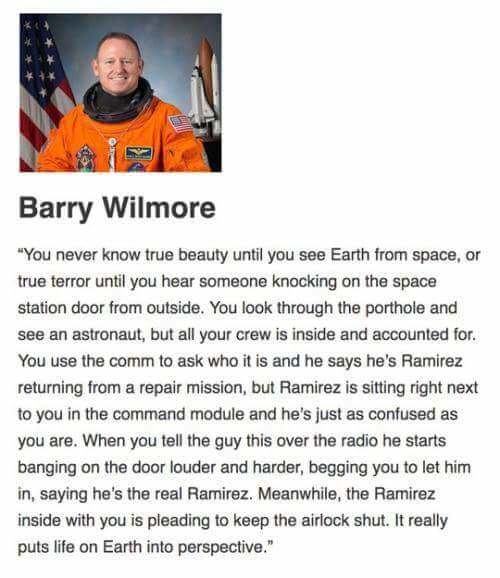 Barry Wilmore
“You never know true beauty until you see Earth from space, or
true terror until you hear someone knocking on the space
station door from outside. You look through the porthole and
see an astronaut, but all your crew is inside and accounted for.
You use the comm to ask who it is and he says he’s Ramirez
returning from a repair mission, but Ramirez is sitting right next
to you in the command module and he’s just as confused as
you are. When you tell the guy this over the radio he starts
banging on the door louder and harder, begging you to let him
in, saying he’s the real Ramirez. Meanwhile, the Ramirez
inside with you is pleading to keep the airlock shut. It really
puts life on Earth into perspective.”